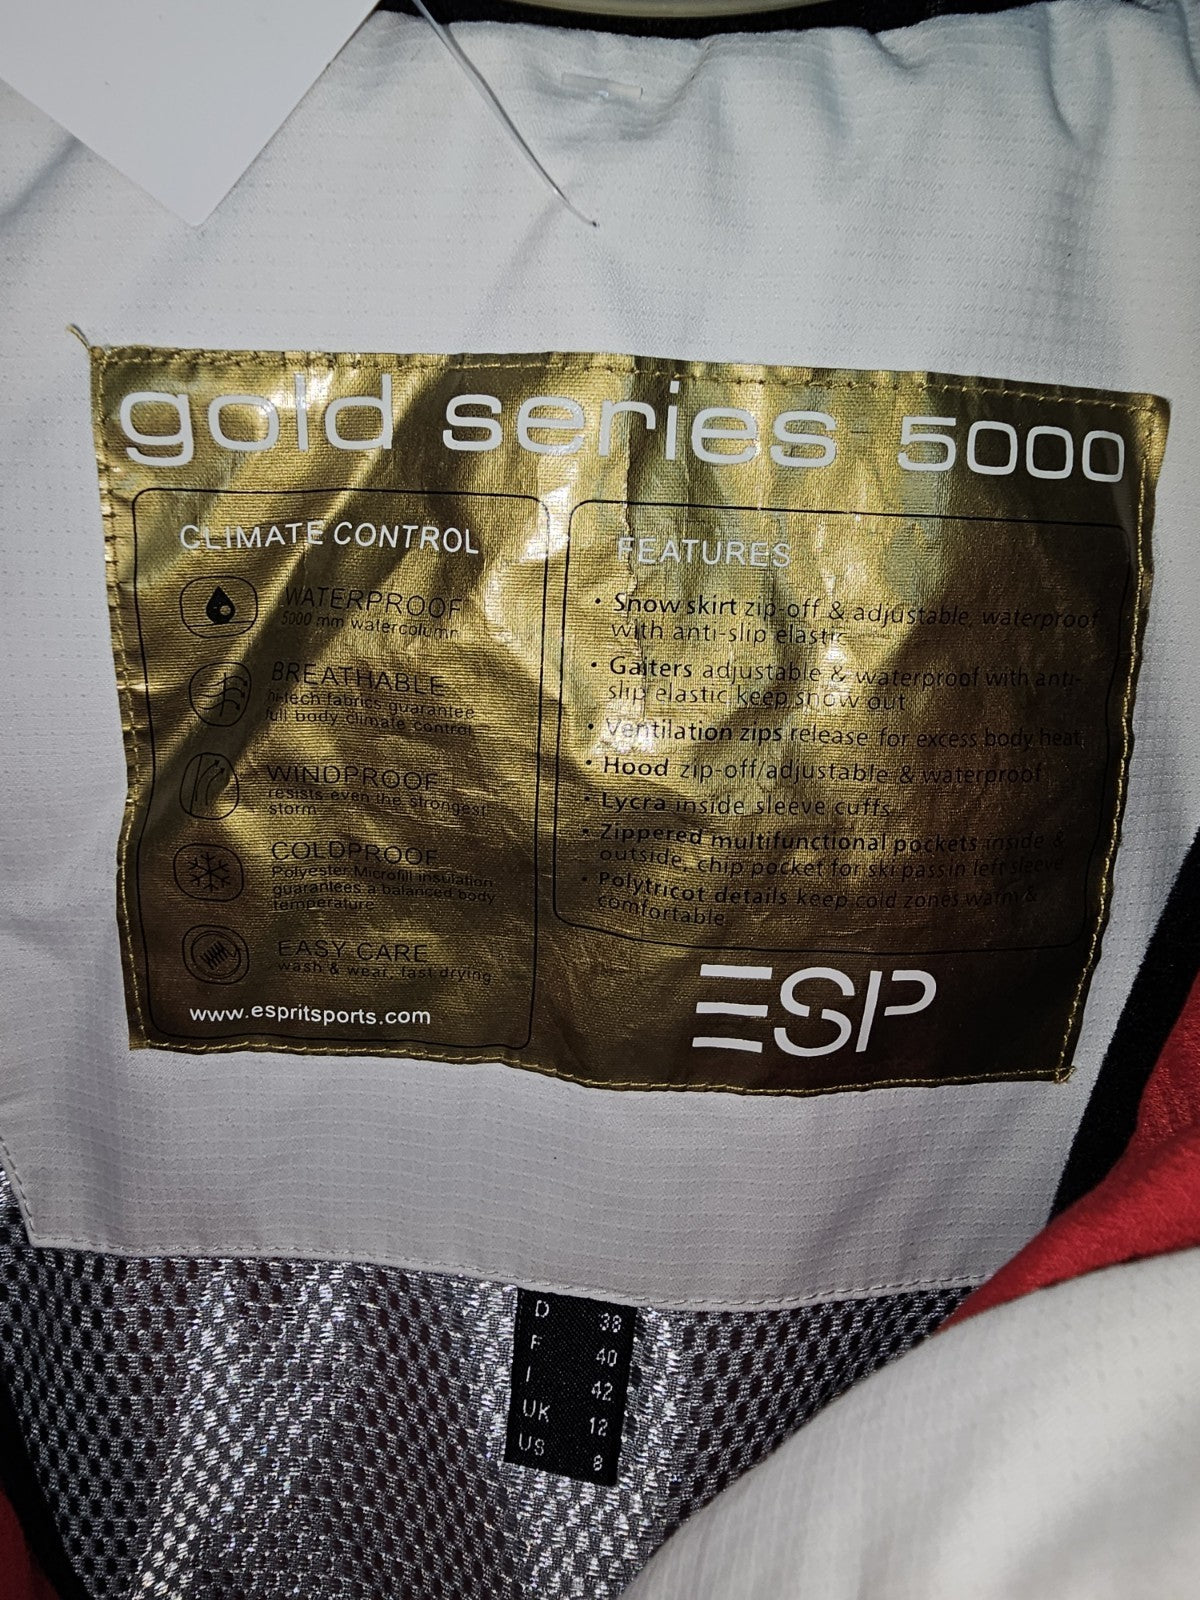 gold series 5000
CLIMATE CONTROL
WATERPROOF
5000 mm watercolumn
BREATHABLE
hi-tech fabrics guarantee
full body climate control
WINDPROOF
resists even the strongest
storm
COLDPROOF
Polyester Microfill insulation
guarantees a balanced body
temperature
EASY CARE
wash & wear, fast drying
www.espritsports.com
FEATURES
• Snow skirt zip-off & adjustable, waterproof
with anti-slip elastic
• Gaiters adjustable & waterproof with anti-
slip elastic keep snow out
• Ventilation zips release for excess body heat
• Hood zip-off/adjustable & waterproof
• Lycra inside sleeve cuffs
• Zippered multifunctional pockets inside &
outside, chip pocket for ski pass in left sleeve
• Polytricot details keep cold zones warm &
comfortable
ESP
D 38
F 40
I 42
UK 12
US 8